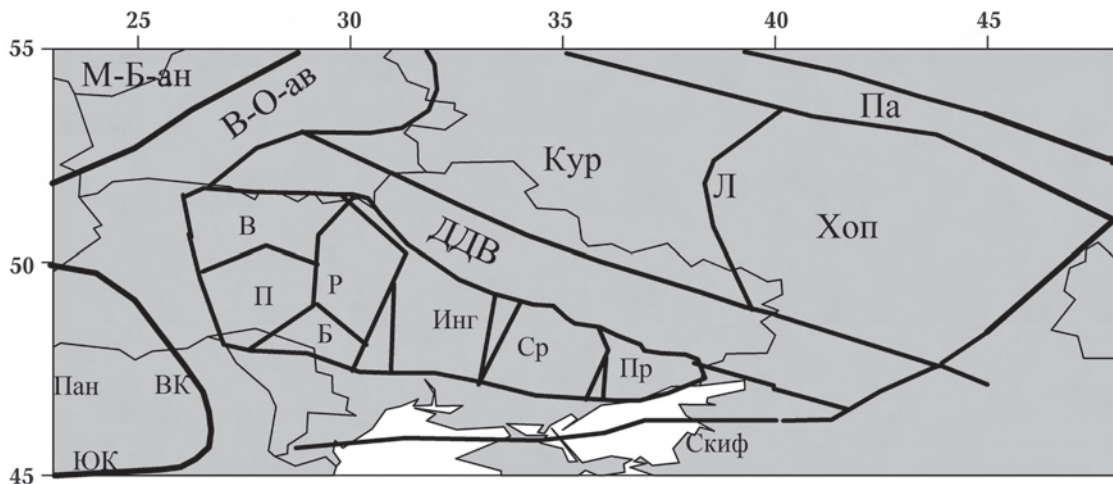 25 30 35 40 45
55
М-Б-ан
В-О-ав
Па
Кур
Л
Хоп
В
ДДВ
50
П
Р
Инг
Б
Ср
Пр
Пан
ВК
Скиф
ЮК
45